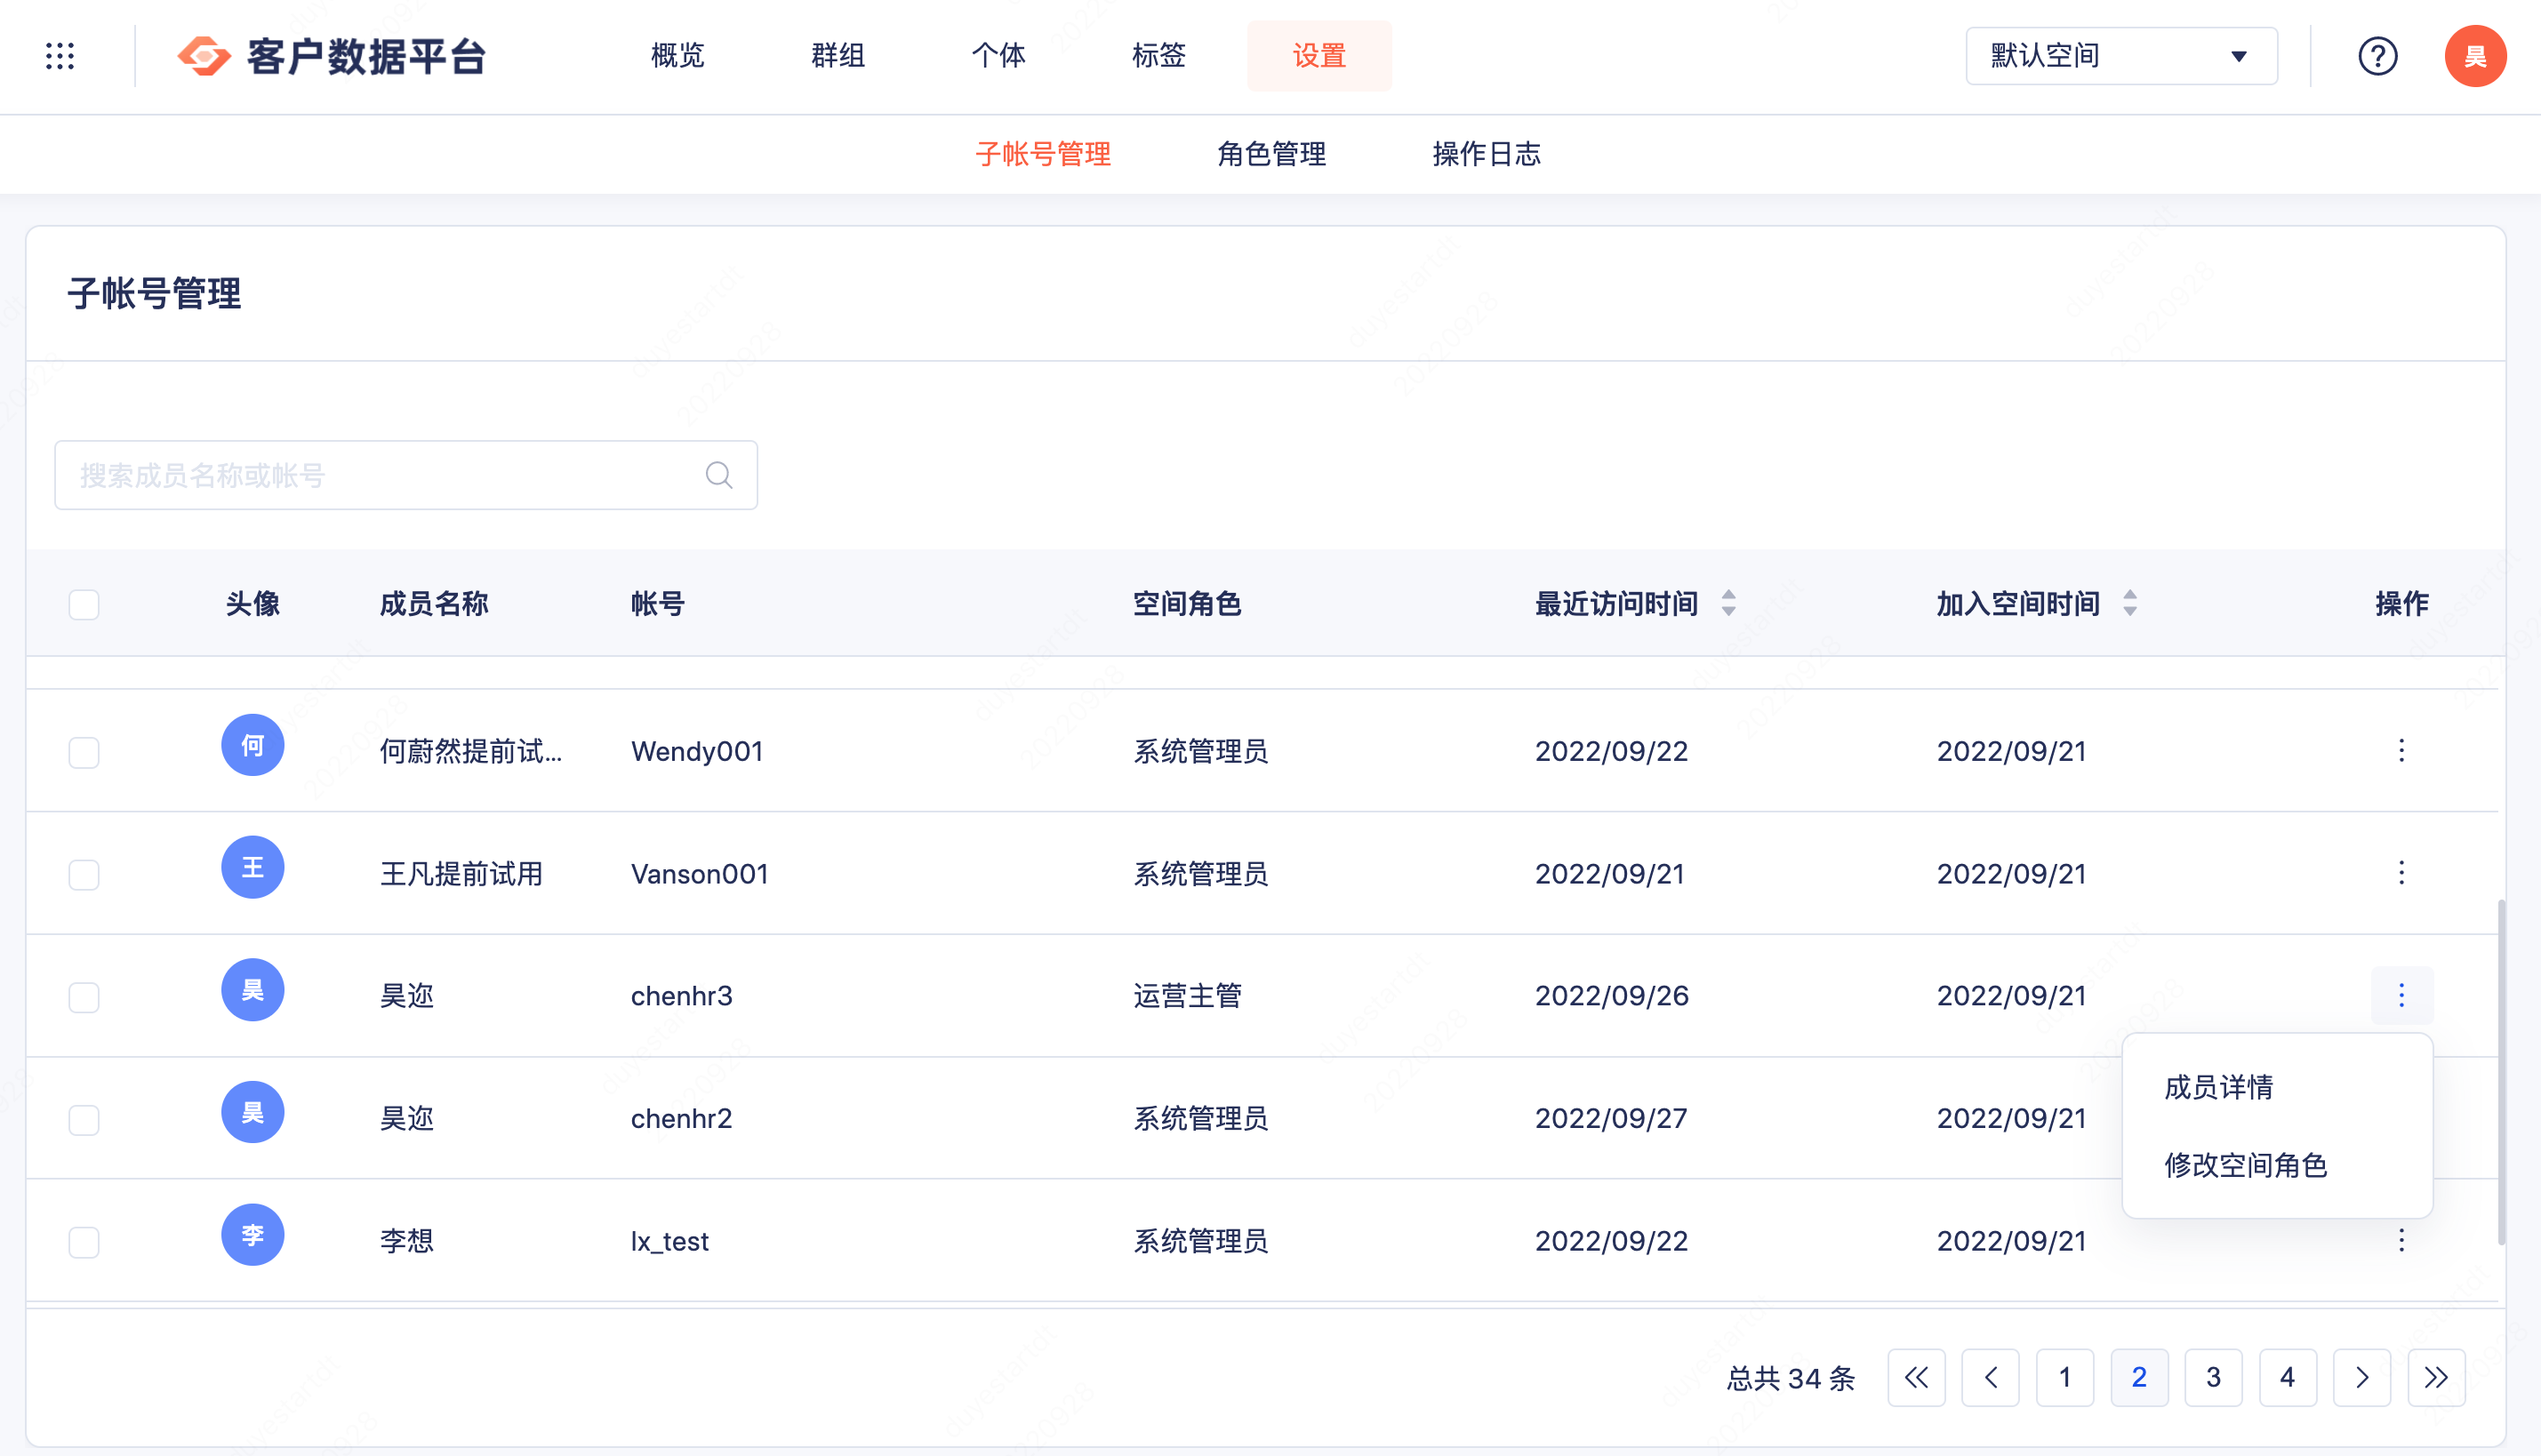 客户数据平台 概览 群组 个体 标签 设置 默认空间 ? 昊
子帐号管理 角色管理 操作日志
子帐号管理
搜索成员名称或帐号
头像 成员名称 帐号 空间角色 最近访问时间 加入空间时间 操作
何 何蔚然提前试... Wendy001 系统管理员 2022/09/22 2022/09/21
王 王凡提前试用 Vanson001 系统管理员 2022/09/21 2022/09/21
昊 昊迩 chenhr3 运营主管 2022/09/26 2022/09/21
成员详情
昊 昊迩 chenhr2 系统管理员 2022/09/27 2022/09/21
修改空间角色
李 李想 lx_test 系统管理员 2022/09/22 2022/09/21
总共 34 条 1 2 3 4
duyestartdt
20220928